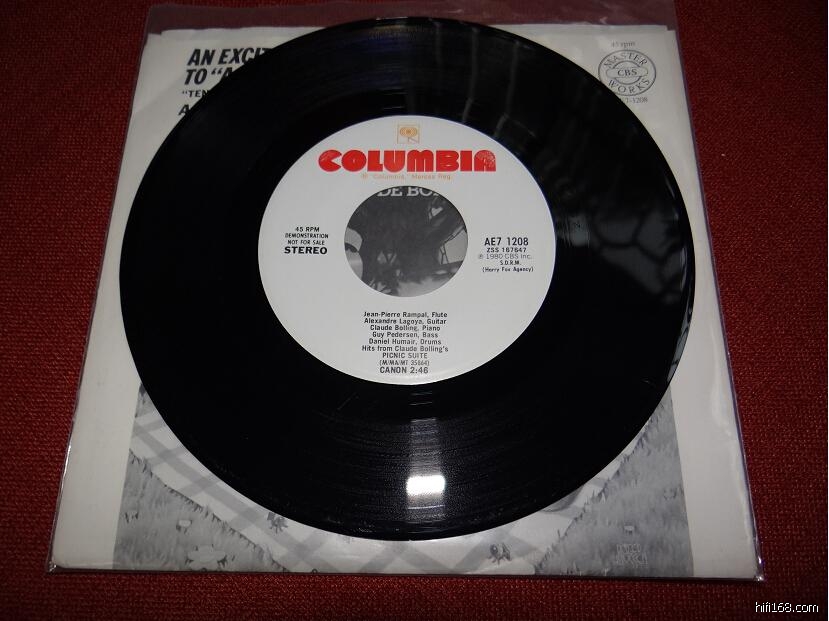 AN EXCIT
TO "A
"TEN
A
45 rpm
MASTER
CBS
WORKS
-1208
COLUMBIA
® "Columbia," Marcas Reg.
DE BO
45 RPM
DEMONSTRATION
NOT FOR SALE
STEREO
AE7 1208
ZSS 167647
℗ 1980 CBS Inc.
S.D.R.M.
(Harry Fox Agency)
Jean-Pierre Rampal, Flute
Alexandre Lagoya, Guitar
Claude Bolling, Piano
Guy Pedersen, Bass
Daniel Humair, Drums
Hits from Claude Bolling's
PICNIC SUITE
(M/MA/MT 35864)
CANON 2:46
hifi168.com